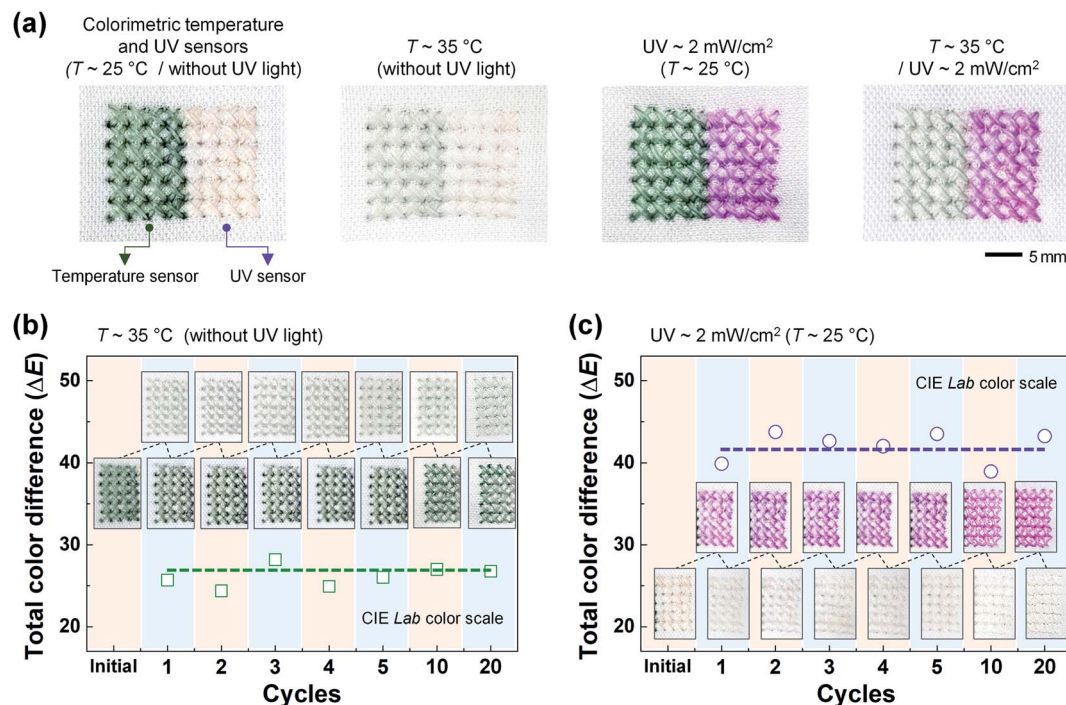 (a)
Colorimetric temperature
and UV sensors
(T ~ 25 °C / without UV light)
T ~ 35 °C
(without UV light)
UV ~ 2 mW/cm²
(T ~ 25 °C)
T ~ 35 °C
/ UV ~ 2 mW/cm²
Temperature sensor
UV sensor
5 mm
(b)
T ~ 35 °C (without UV light)
Total color difference (ΔE)
50
40
30
20
CIE Lab color scale
Initial 1 2 3 4 5 10 20
Cycles
(c)
UV ~ 2 mW/cm² (T ~ 25 °C)
Total color difference (ΔE)
50
40
30
20
CIE Lab color scale
Initial 1 2 3 4 5 10 20
Cycles